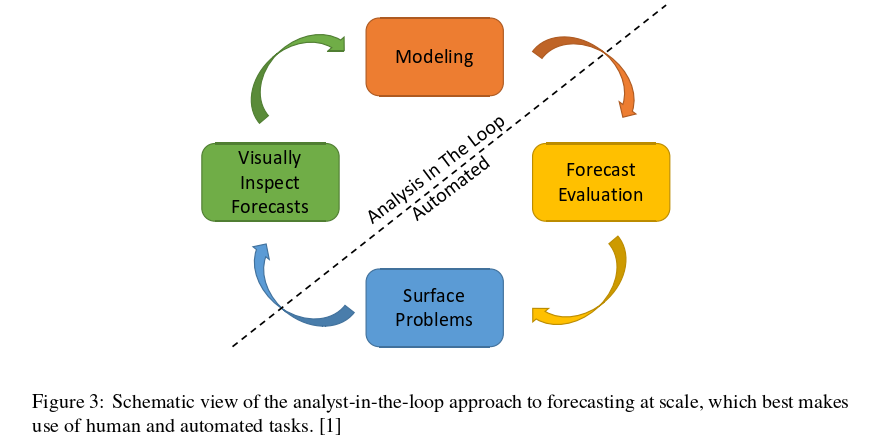 Modeling
Analysis In The Loop
Automated
Visually
Inspect
Forecasts
Forecast
Evaluation
Surface
Problems
Figure 3: Schematic view of the analyst-in-the-loop approach to forecasting at scale, which best makes
use of human and automated tasks. [1]